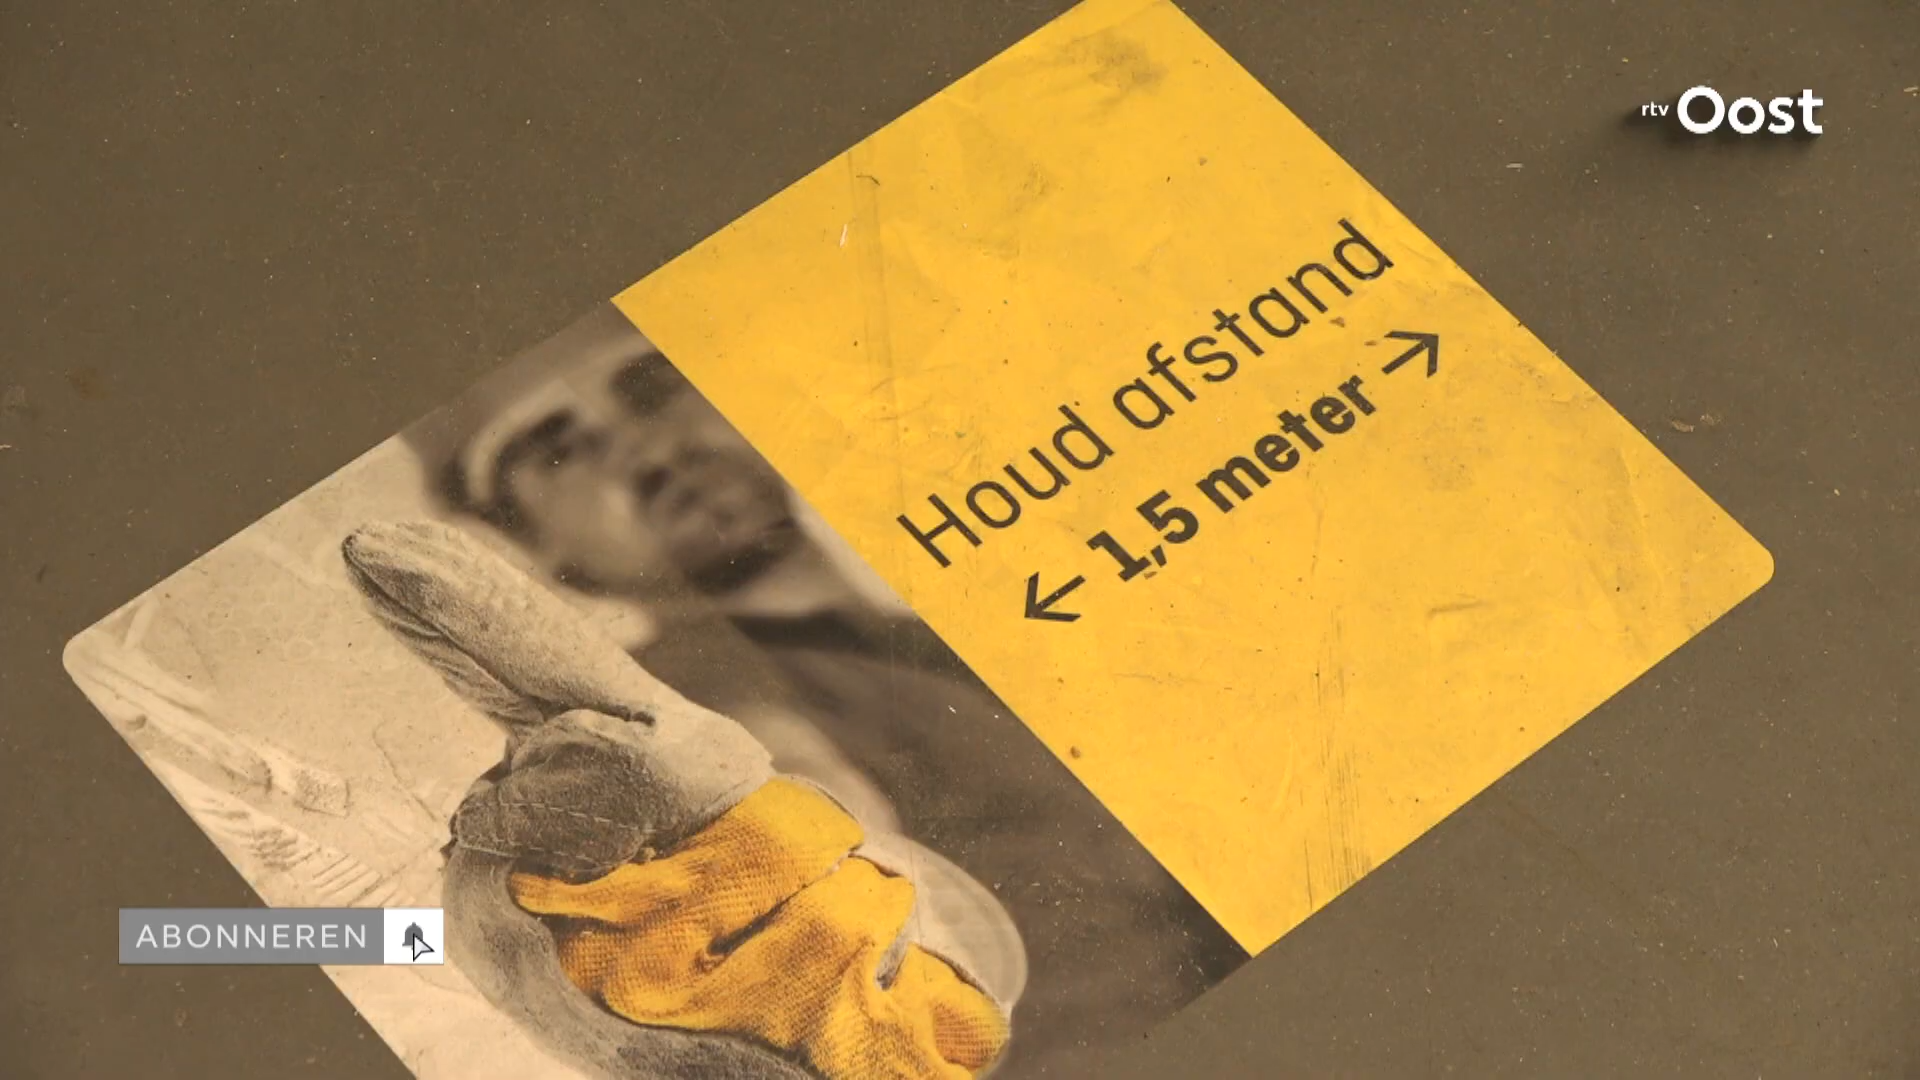 rtv Oost
Houd afstand
← 1,5 meter →
ABONNEREN